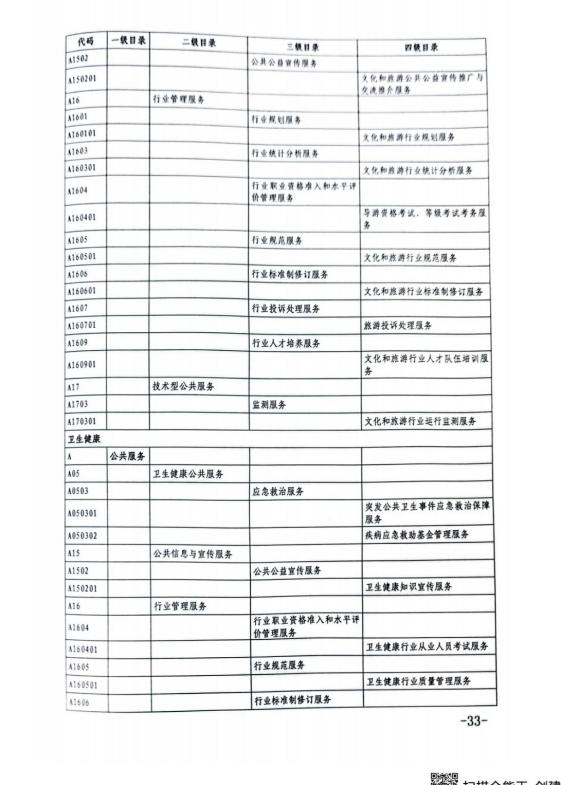 代码 一级目录 二级目录 三级目录 四级目录
A1502 公共公益宣传服务
A150201 文化和旅游公共公益宣传推广与
交流推介服务
A16 行业管理服务
A1601 行业规划服务
A160101 文化和旅游行业规划服务
A1603 行业统计分析服务
A160301 文化和旅游行业统计分析服务
A1604 行业职业资格准入和水平评
价管理服务
A160401 导游资格考试、等级考试考务服
务
A1605 行业规范服务
A160501 文化和旅游行业规范服务
A1606 行业标准制修订服务
A160601 文化和旅游行业标准制修订服务
A1607 行业投诉处理服务
A160701 旅游投诉处理服务
A1609 行业人才培养服务
A160901 文化和旅游行业人才队伍培训服
务
A17 技术型公共服务
A1703 监测服务
A170301 文化和旅游行业运行监测服务
卫生健康
A 公共服务
A05 卫生健康公共服务
A0503 应急救治服务
A050301 突发公共卫生事件应急救治保障
服务
A050302 疾病应急救助基金管理服务
A15 公共信息与宣传服务
A1502 公共公益宣传服务
A150201 卫生健康知识宣传服务
A16 行业管理服务
A1604 行业职业资格准入和水平评
价管理服务
A160401 卫生健康行业从业人员考试服务
A1605 行业规范服务
A160501 卫生健康行业质量管理服务
A1606 行业标准制修订服务
-33-